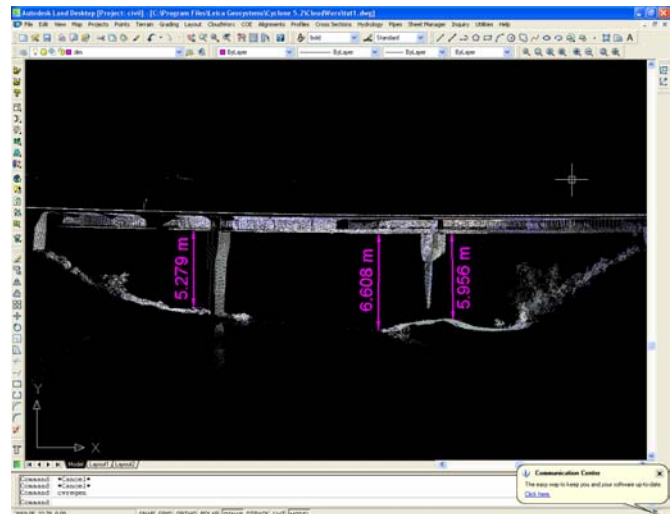 Autodesk Land Desktop [Project: civil] - [C:\Program Files\Leica Geosystems\Cyclone 5.2\CloudWorx\tut1.dwg]
File Edit View Map Projects Points Terrain Grading Layout CloudWorx COE Alignments Profiles Cross Sections Hydrology Pipes Sheet Manager Inquiry Utilities Help
Standard
ByLayer ByLayer ByLayer ByLayer
5.279 m
6.608 m
5.956 m
Y
X
Model Layout1 Layout2
Command: *Cancel*
Command: *Cancel*
Command:
Command:
Communication Center
The easy way to keep you and your software up-to-date
Click here.